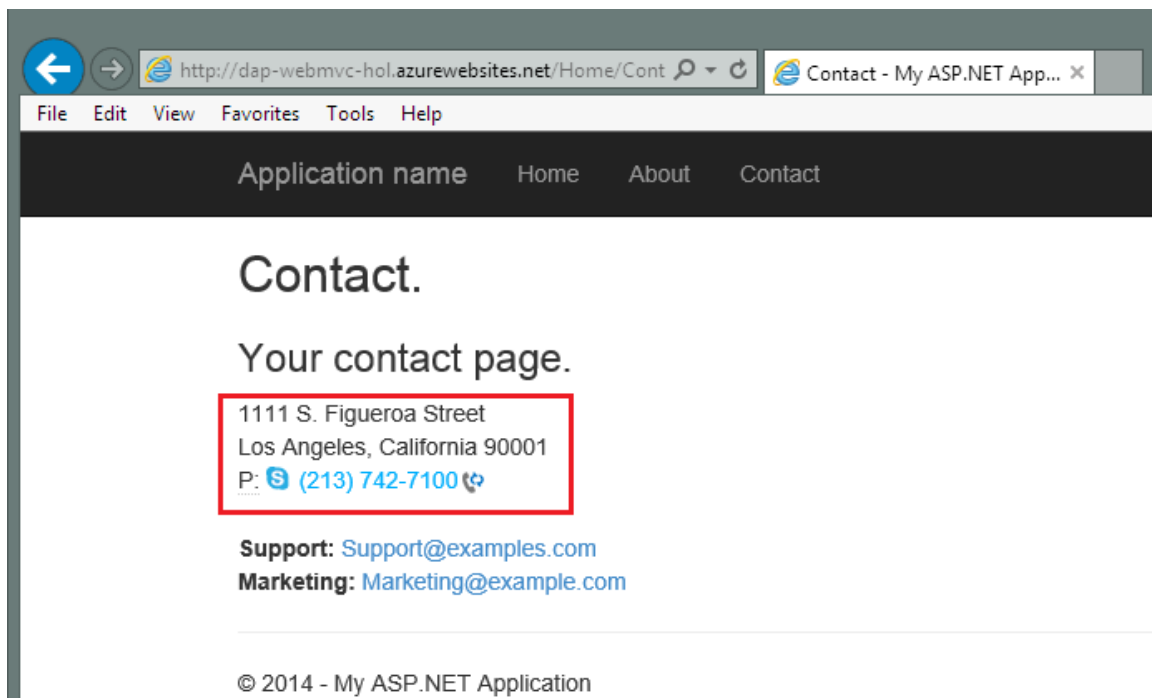 http://dap-webmvc-hol.azurewebsites.net/Home/Cont
Contact - My ASP.NET App...
File Edit View Favorites Tools Help
Application name Home About Contact
Contact.
Your contact page.
1111 S. Figueroa Street
Los Angeles, California 90001
P: (213) 742-7100
Support: Support@examples.com
Marketing: Marketing@example.com
© 2014 - My ASP.NET Application